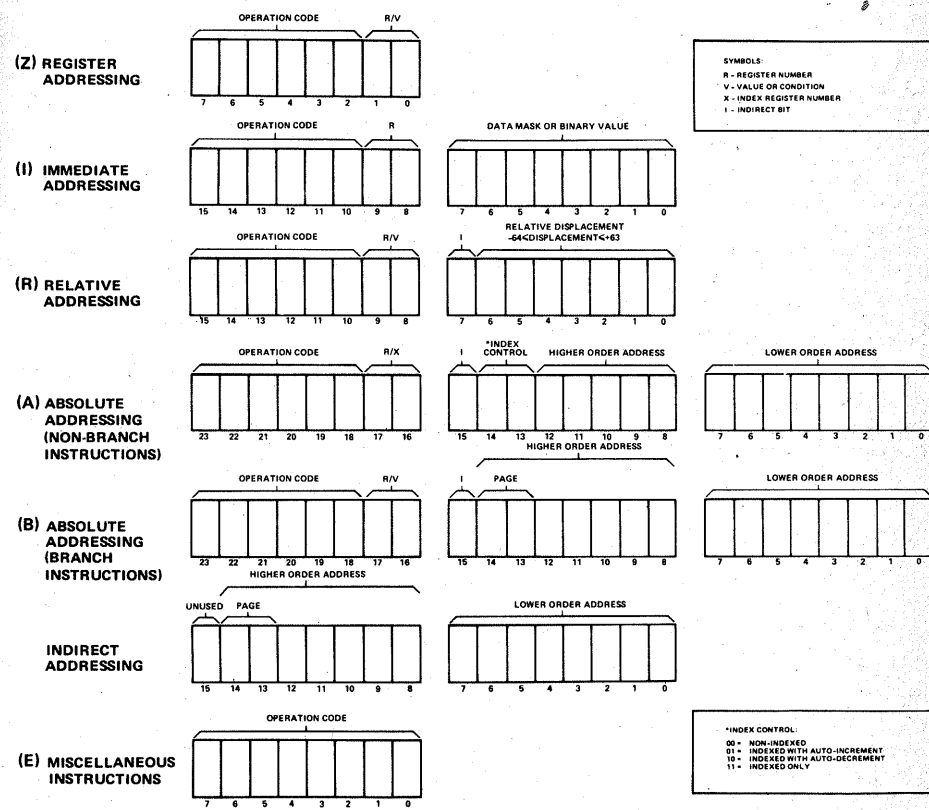 OPERATION CODE R/V
(Z) REGISTER
ADDRESSING
7 6 5 4 3 2 1 0
SYMBOLS:
R - REGISTER NUMBER
V - VALUE OR CONDITION
X - INDEX REGISTER NUMBER
I - INDIRECT BIT
OPERATION CODE R DATA MASK OR BINARY VALUE
(I) IMMEDIATE
ADDRESSING
15 14 13 12 11 10 9 8 7 6 5 4 3 2 1 0
RELATIVE DISPLACEMENT
OPERATION CODE R/V I -64<DISPLACEMENT<+63
(R) RELATIVE
ADDRESSING
15 14 13 12 11 10 9 8 7 6 5 4 3 2 1 0
*INDEX
OPERATION CODE R/X I CONTROL HIGHER ORDER ADDRESS LOWER ORDER ADDRESS
(A) ABSOLUTE
ADDRESSING
(NON-BRANCH
INSTRUCTIONS)
23 22 21 20 19 18 17 16 15 14 13 12 11 10 9 8 7 6 5 4 3 2 1 0
HIGHER ORDER ADDRESS
OPERATION CODE R/V I PAGE LOWER ORDER ADDRESS
(B) ABSOLUTE
ADDRESSING
(BRANCH
INSTRUCTIONS)
23 22 21 20 19 18 17 16 15 14 13 12 11 10 9 8 7 6 5 4 3 2 1 0
HIGHER ORDER ADDRESS
UNUSED PAGE LOWER ORDER ADDRESS
INDIRECT
ADDRESSING
15 14 13 12 11 10 9 8 7 6 5 4 3 2 1 0
OPERATION CODE
(E) MISCELLANEOUS
INSTRUCTIONS
7 6 5 4 3 2 1 0
*INDEX CONTROL:
00 = NON-INDEXED
01 = INDEXED WITH AUTO-INCREMENT
10 = INDEXED WITH AUTO-DECREMENT
11 = INDEXED ONLY